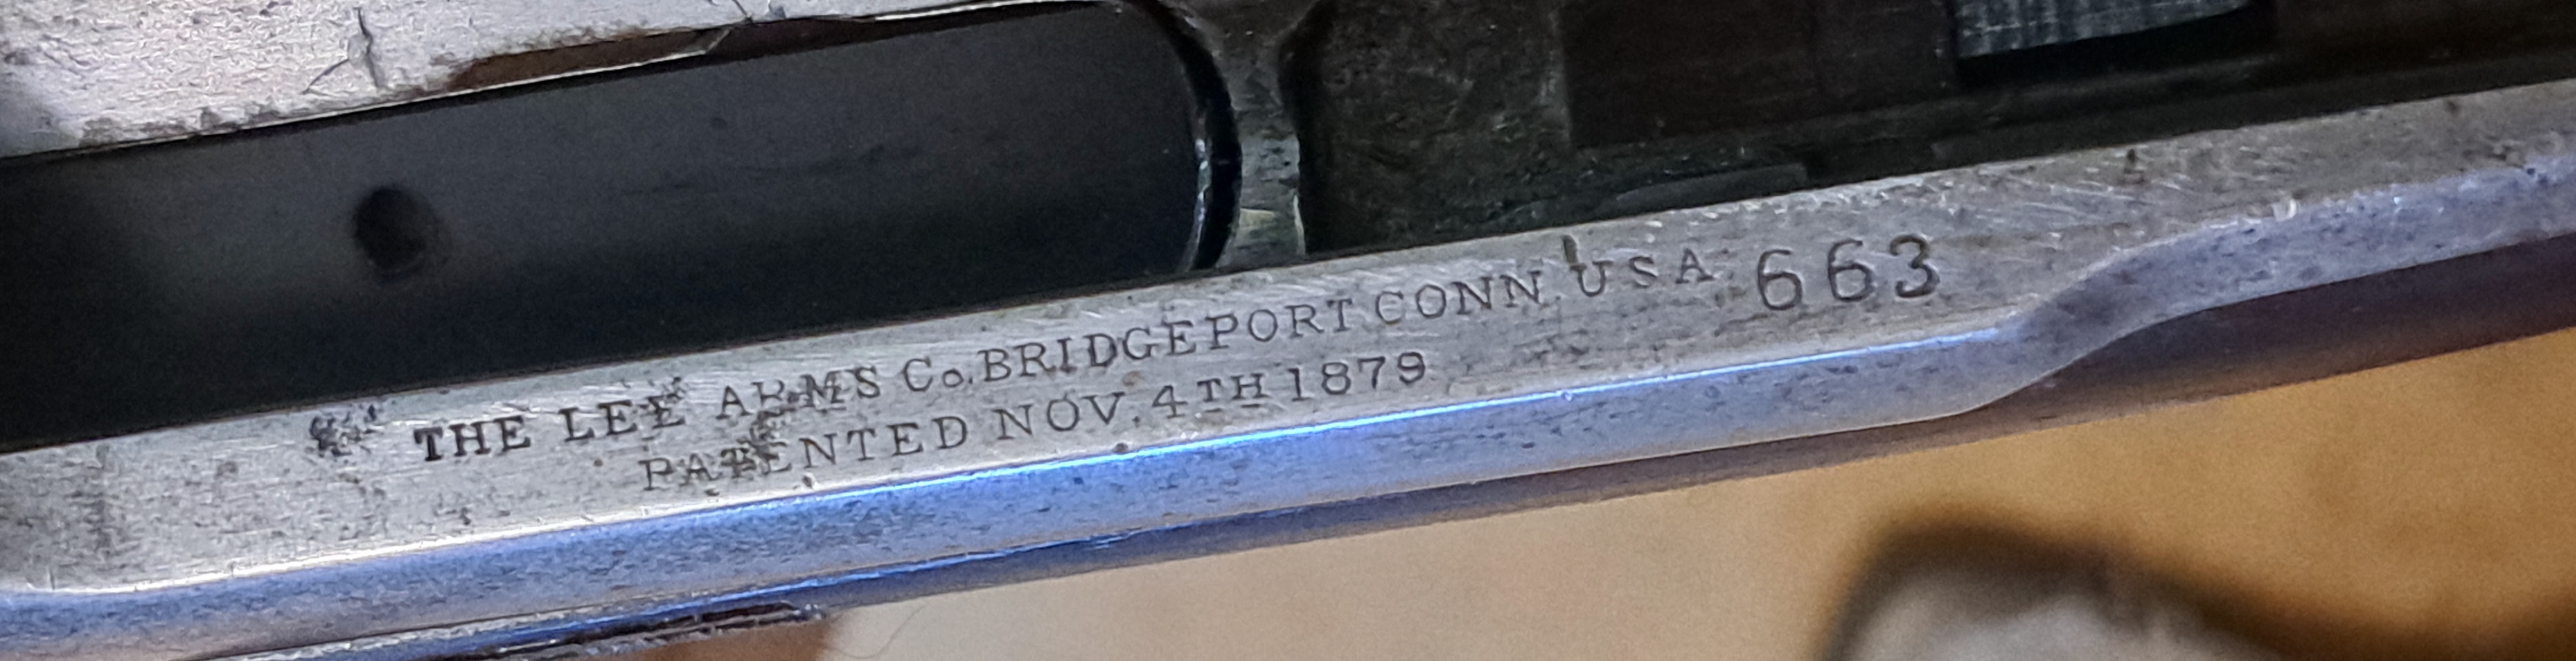 THE LEE ARMS Co. BRIDGEPORT CONN. U S A. 663
PATENTED NOV. 4TH 1879